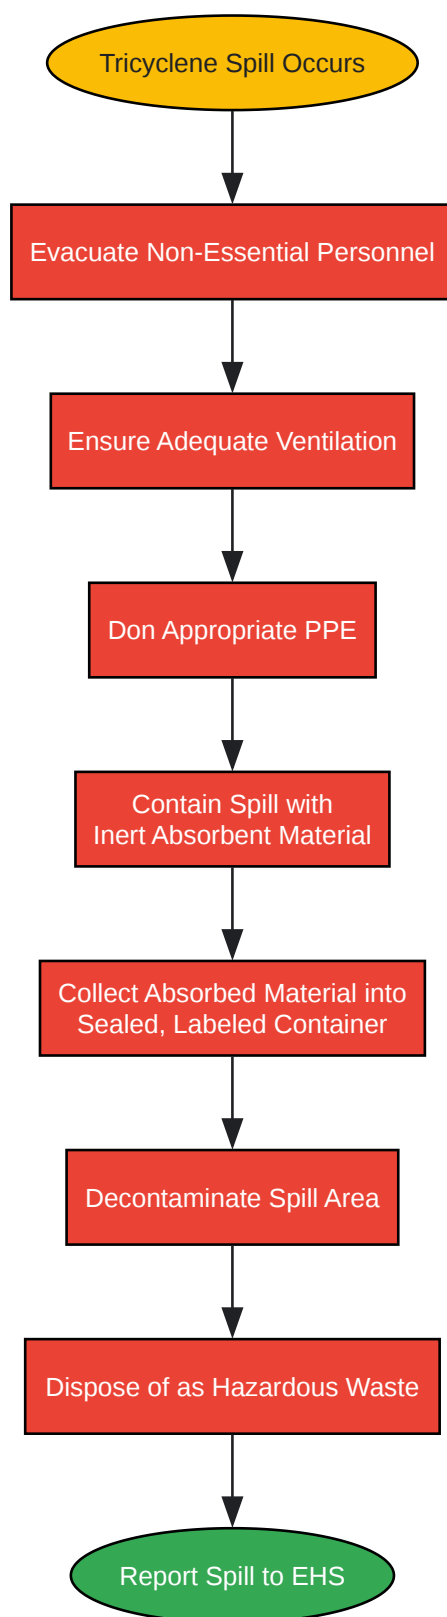 Tricyclene Spill Occurs
Evacuate Non-Essential Personnel
Ensure Adequate Ventilation
Don Appropriate PPE
Contain Spill with
Inert Absorbent Material
Collect Absorbed Material into
Sealed, Labeled Container
Decontaminate Spill Area
Dispose of as Hazardous Waste
Report Spill to EHS